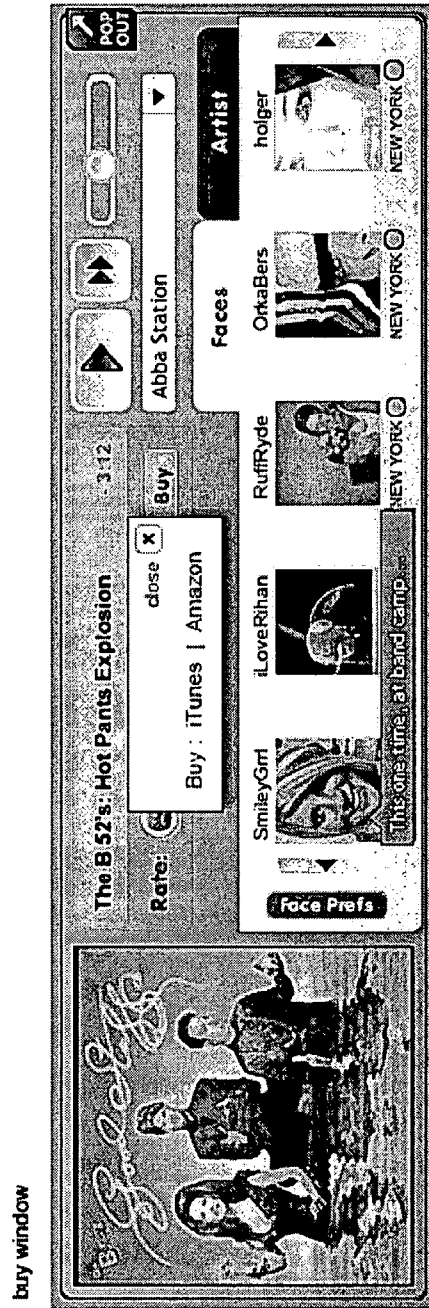 buy window
The B 52's: Hot Pants Explosion
- 3:12
POP
OUT
Rate:
Buy
close x
Buy : iTunes | Amazon
Abba Station
Faces
Artist
Face Prefs
SmileyGrrl
iLoveRihan
RuffRyde
OrkaBers
holger
This one time, at band camp...
NEW YORK
NEW YORK
NEW YORK